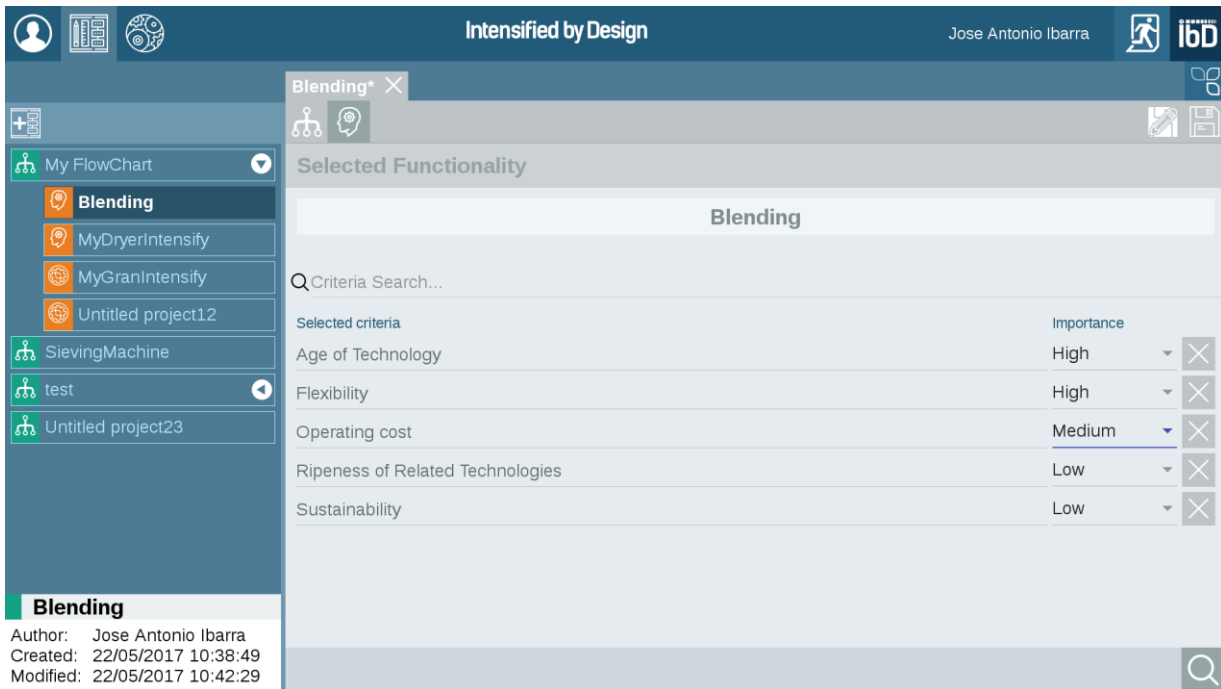 Intensified by Design
Jose Antonio Ibarra
ibD
Blending*
My FlowChart
Blending
MyDryerIntensify
MyGranIntensify
Untitled project12
SievingMachine
test
Untitled project23
Selected Functionality
Blending
Criteria Search...
Selected criteria Importance
Age of Technology High
Flexibility High
Operating cost Medium
Ripeness of Related Technologies Low
Sustainability Low
Blending
Author: Jose Antonio Ibarra
Created: 22/05/2017 10:38:49
Modified: 22/05/2017 10:42:29